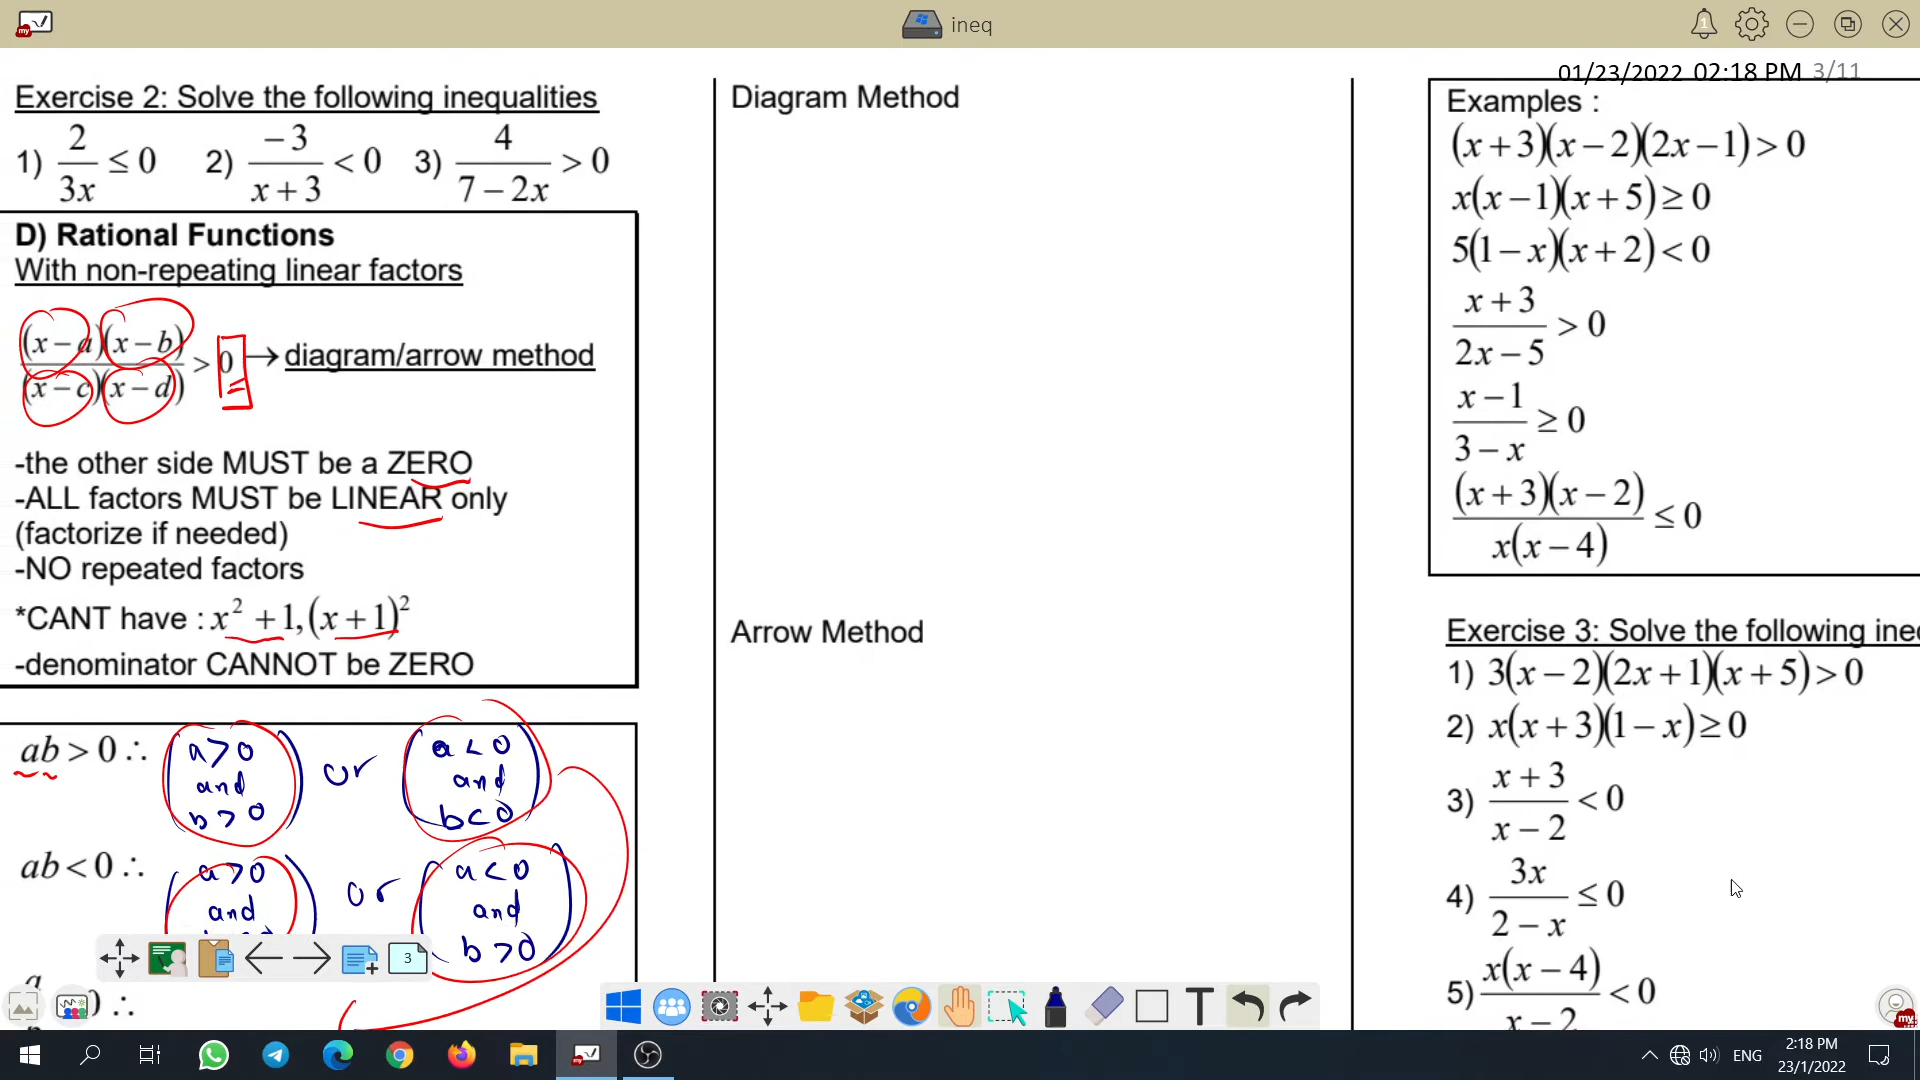 ineq
01/23/2022 02:18 PM 3/11
Exercise 2: Solve the following inequalities
1) 2/3x ≤ 0 2) −3/(x + 3) < 0 3) 4/(7 − 2x) > 0
D) Rational Functions
With non-repeating linear factors
(x − a)(x − b)/(x − c)(x − d) > 0 → diagram/arrow method
-the other side MUST be a ZERO
-ALL factors MUST be LINEAR only
(factorize if needed)
-NO repeated factors
*CANT have : x² + 1, (x + 1)²
-denominator CANNOT be ZERO
ab > 0 ∴ (a > 0 and b > 0) or (a < 0 and b < 0)
ab < 0 ∴ (a > 0 and or (a < 0 and b > 0)
Diagram Method
Arrow Method
Examples :
(x + 3)(x − 2)(2x − 1) > 0
x(x − 1)(x + 5) ≥ 0
5(1 − x)(x + 2) < 0
(x + 3)/(2x − 5) > 0
(x − 1)/(3 − x) ≥ 0
(x + 3)(x − 2)/x(x − 4) ≤ 0
Exercise 3: Solve the following ine
1) 3(x − 2)(2x + 1)(x + 5) > 0
2) x(x + 3)(1 − x) ≥ 0
3) (x + 3)/(x − 2) < 0
4) 3x/(2 − x) ≤ 0
5) x(x − 4)/(x − 2) < 0
3
ENG
2:18 PM
23/1/2022